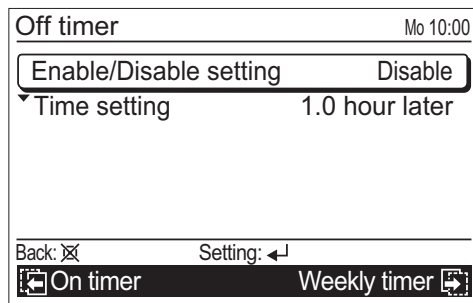 Off timer Mo 10:00
Enable/Disable setting Disable
Time setting 1.0 hour later
Back: Setting:
On timer Weekly timer